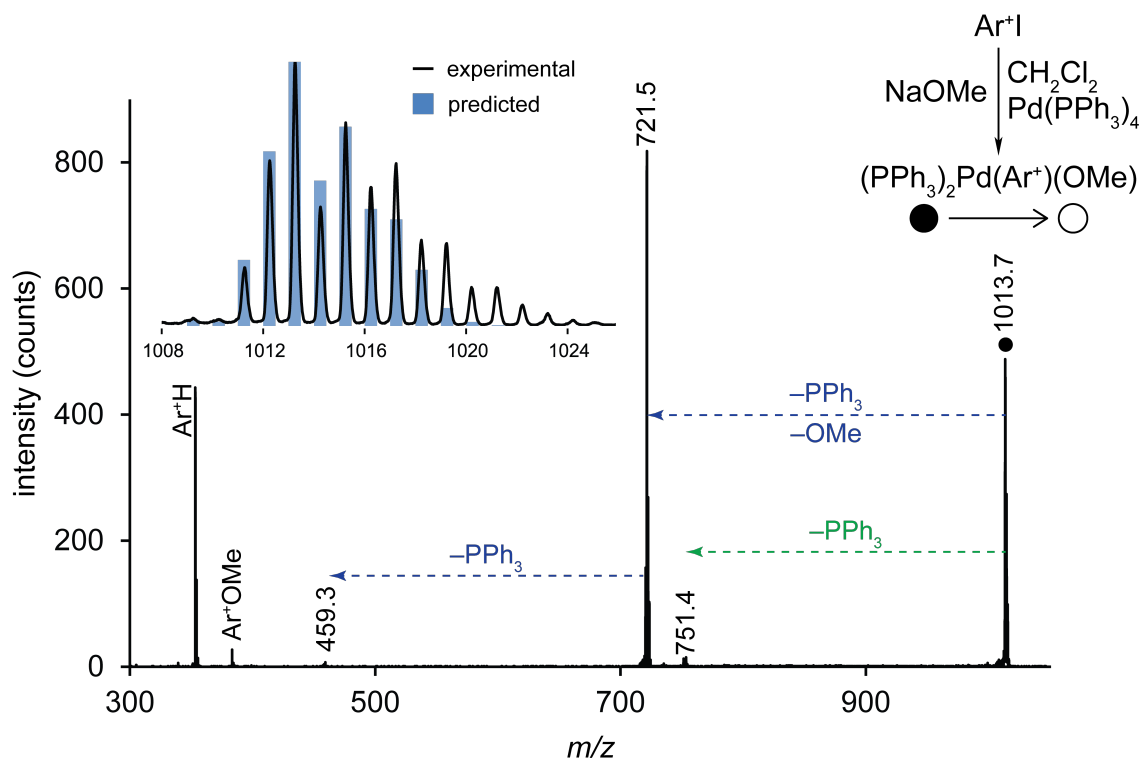 Ar⁺I
NaOMe
CH₂Cl₂
Pd(PPh₃)₄
(PPh₃)₂Pd(Ar⁺)(OMe)
experimental
predicted
1008 1012 1016 1020 1024
intensity (counts)
800
600
400
200
0
Ar⁺H
Ar⁺OMe
459.3
721.5
751.4
1013.7
–PPh₃
–OMe
–PPh₃
–PPh₃
300 500 700 900
m/z